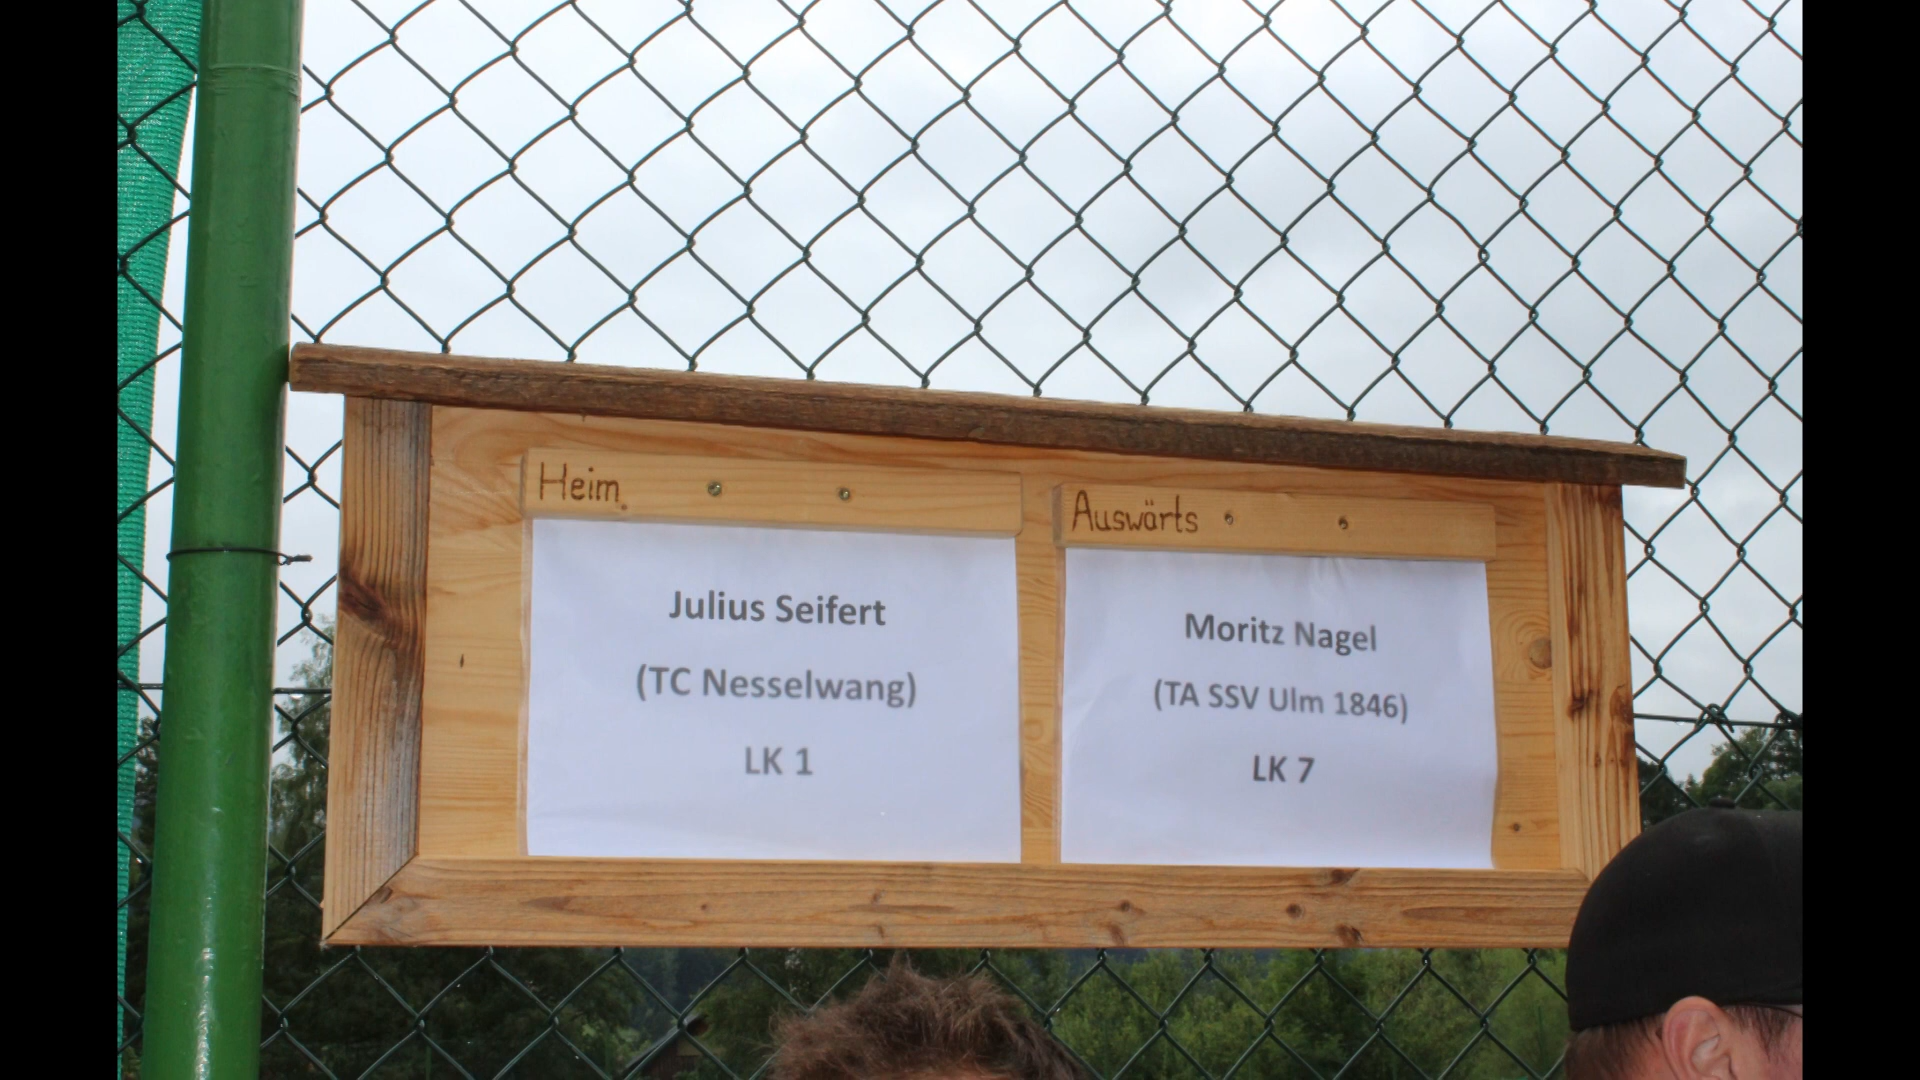 Heim
Julius Seifert
(TC Nesselwang)
LK 1
Auswärts
Moritz Nagel
(TA SSV Ulm 1846)
LK 7